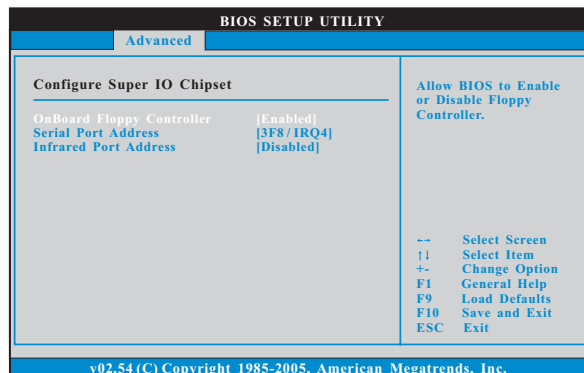 BIOS SETUP UTILITY
Advanced
Configure Super IO Chipset
OnBoard Floppy Controller [Enabled]
Serial Port Address [3F8 / IRQ4]
Infrared Port Address [Disabled]
Allow BIOS to Enable
or Disable Floppy
Controller.
←→ Select Screen
↑↓ Select Item
+- Change Option
F1 General Help
F9 Load Defaults
F10 Save and Exit
ESC Exit
v02.54 (C) Copyright 1985-2005, American Megatrends, Inc.